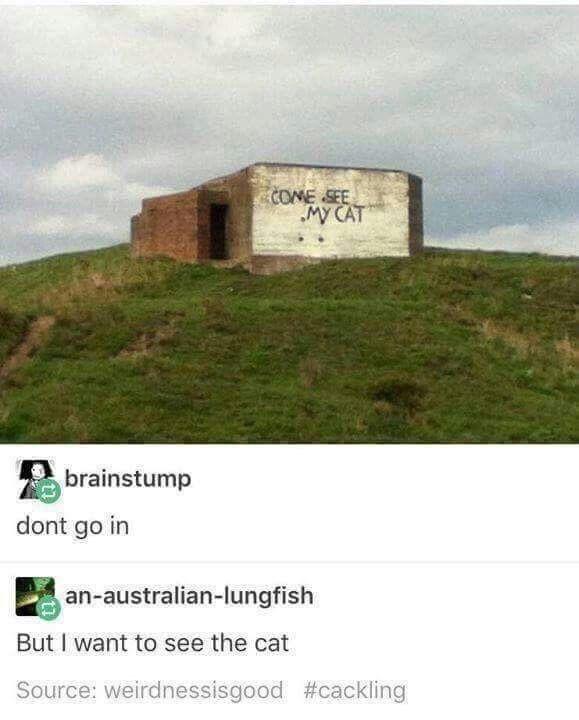 COME SEE
MY CAT
brainstump
dont go in
an-australian-lungfish
But I want to see the cat
Source: weirdnessisgood #cackling